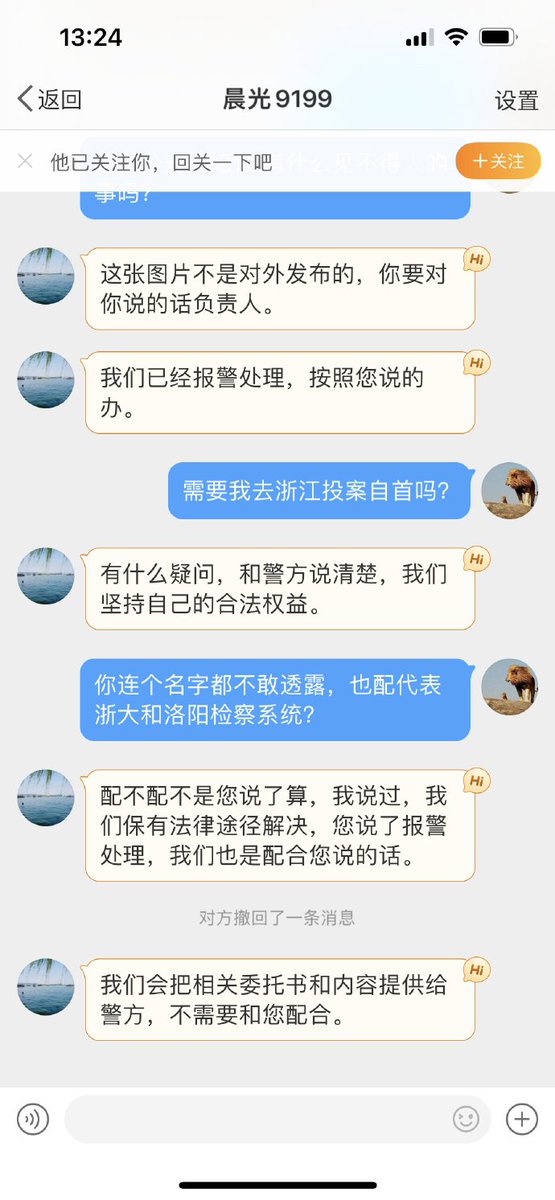 13:24
返回
晨光9199
设置
他已关注你，回关一下吧
什么见不得人的
＋关注
事吗？
这张图片不是对外发布的，你要对
你说的话负责人。
Hi
我们已经报警处理，按照您说的
办。
Hi
需要我去浙江投案自首吗？
有什么疑问，和警方说清楚，我们
坚持自己的合法权益。
Hi
你连个名字都不敢透露，也配代表
浙大和洛阳检察系统？
配不配不是您说了算，我说过，我
们保有法律途径解决，您说了报警
处理，我们也是配合您说的话。
Hi
对方撤回了一条消息
我们会把相关委托书和内容提供给
警方，不需要和您配合。
Hi